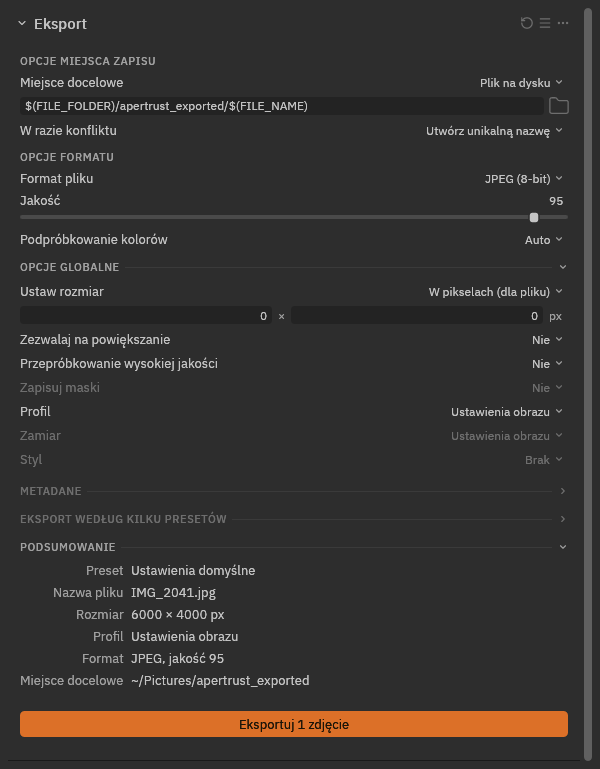 Eksport
OPCJE MIEJSCA ZAPISU
Miejsce docelowe Plik na dysku
$(FILE_FOLDER)/apertrust_exported/$(FILE_NAME)
W razie konfliktu Utwórz unikalną nazwę
OPCJE FORMATU
Format pliku JPEG (8-bit)
Jakość 95
Podpróbkowanie kolorów Auto
OPCJE GLOBALNE
Ustaw rozmiar W pikselach (dla pliku)
0 × 0 px
Zezwalaj na powiększanie Nie
Przepróbkowanie wysokiej jakości Nie
Zapisuj maski Nie
Profil Ustawienia obrazu
Zamiar Ustawienia obrazu
Styl Brak
METADANE
EKSPORT WEDŁUG KILKU PRESETÓW
PODSUMOWANIE
Preset Ustawienia domyślne
Nazwa pliku IMG_2041.jpg
Rozmiar 6000 × 4000 px
Profil Ustawienia obrazu
Format JPEG, jakość 95
Miejsce docelowe ~/Pictures/apertrust_exported
Eksportuj 1 zdjęcie